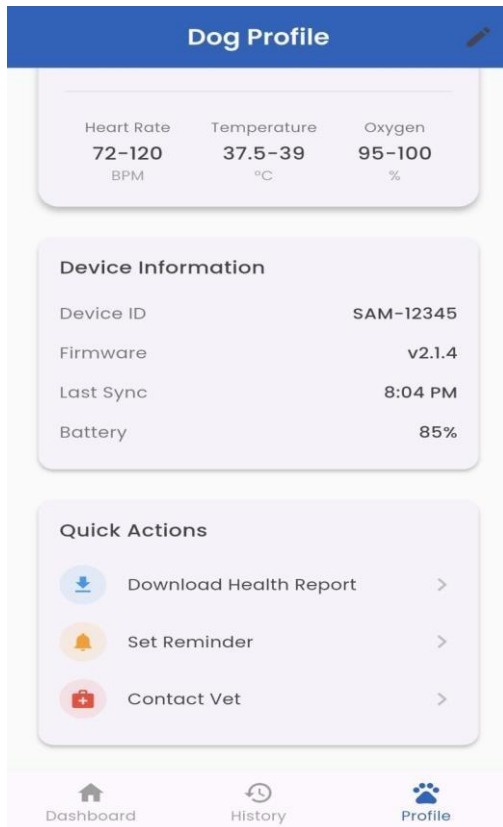 Dog Profile
Heart Rate Temperature Oxygen
72-120 37.5-39 95-100
BPM °C %
Device Information
Device ID SAM-12345
Firmware v2.1.4
Last Sync 8:04 PM
Battery 85%
Quick Actions
Download Health Report
Set Reminder
Contact Vet
Dashboard History Profile